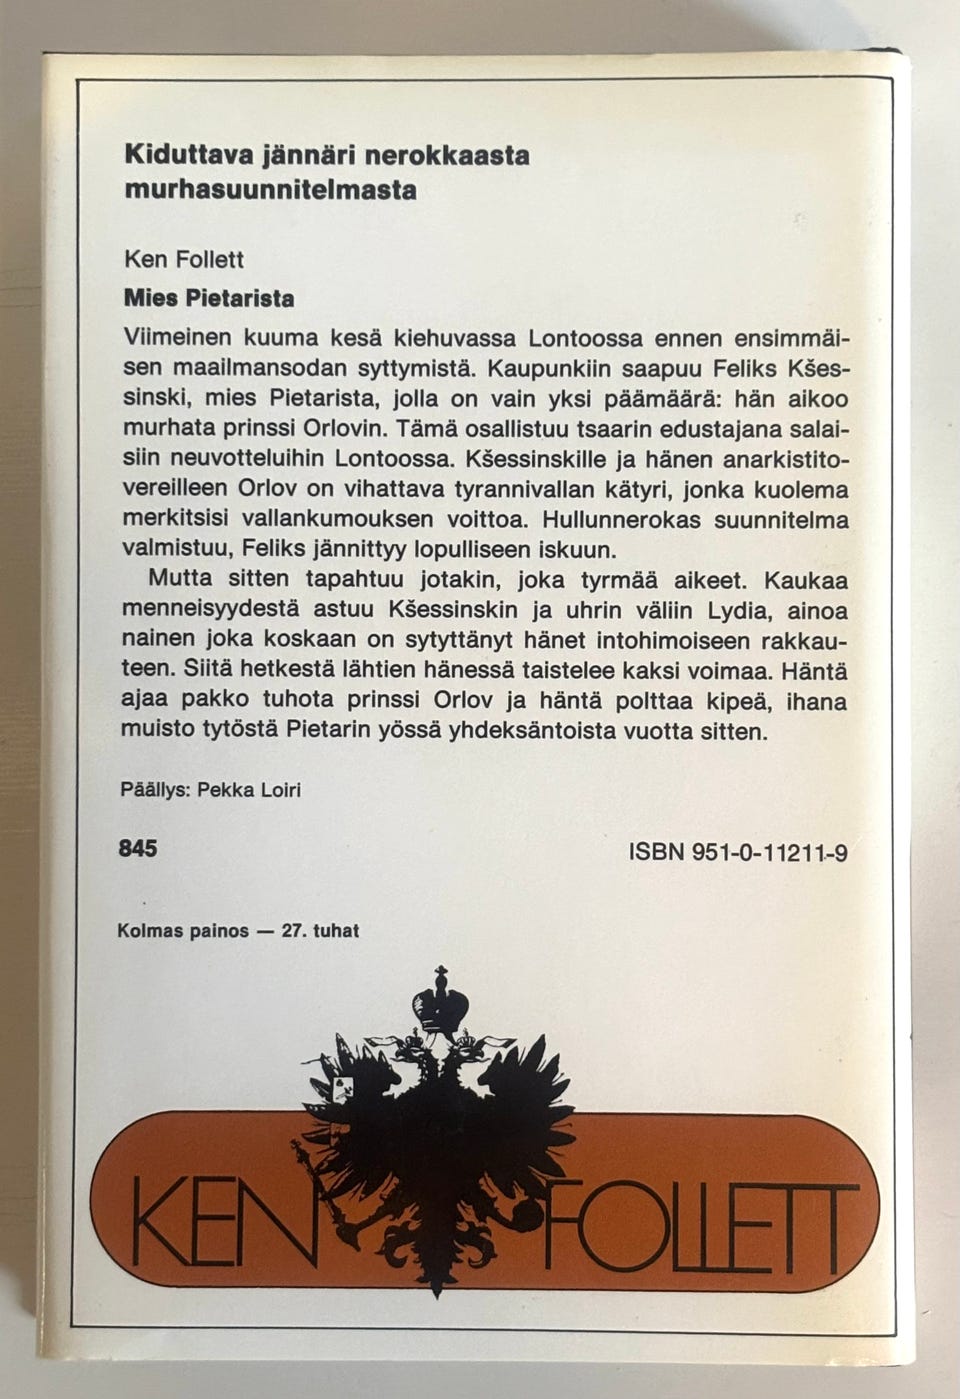 Kiduttava jännäri nerokkaasta
murhasuunnitelmasta
Ken Follett
Mies Pietarista
Viimeinen kuuma kesä kiehuvassa Lontoossa ennen ensimmäi-
sen maailmansodan syttymistä. Kaupunkiin saapuu Feliks Kšes-
sinski, mies Pietarista, jolla on vain yksi päämäärä: hän aikoo
murhata prinssi Orlovin. Tämä osallistuu tsaarin edustajana salai-
siin neuvotteluihin Lontoossa. Kšessinskille ja hänen anarkistito-
vereilleen Orlov on vihattava tyrannivallan kätyri, jonka kuolema
merkitsisi vallankumouksen voittoa. Hullunnerokas suunnitelma
valmistuu, Feliks jännittyy lopulliseen iskuun.
Mutta sitten tapahtuu jotakin, joka tyrmää aikeet. Kaukaa
menneisyydestä astuu Kšessinskin ja uhrin väliin Lydia, ainoa
nainen joka koskaan on sytyttänyt hänet intohimoiseen rakkau-
teen. Siitä hetkestä lähtien hänessä taistelee kaksi voimaa. Häntä
ajaa pakko tuhota prinssi Orlov ja häntä polttaa kipeä, ihana
muisto tytöstä Pietarin yössä yhdeksäntoista vuotta sitten.
Päällys: Pekka Loiri
845
ISBN 951-0-11211-9
Kolmas painos — 27. tuhat
KEN FOLLETT